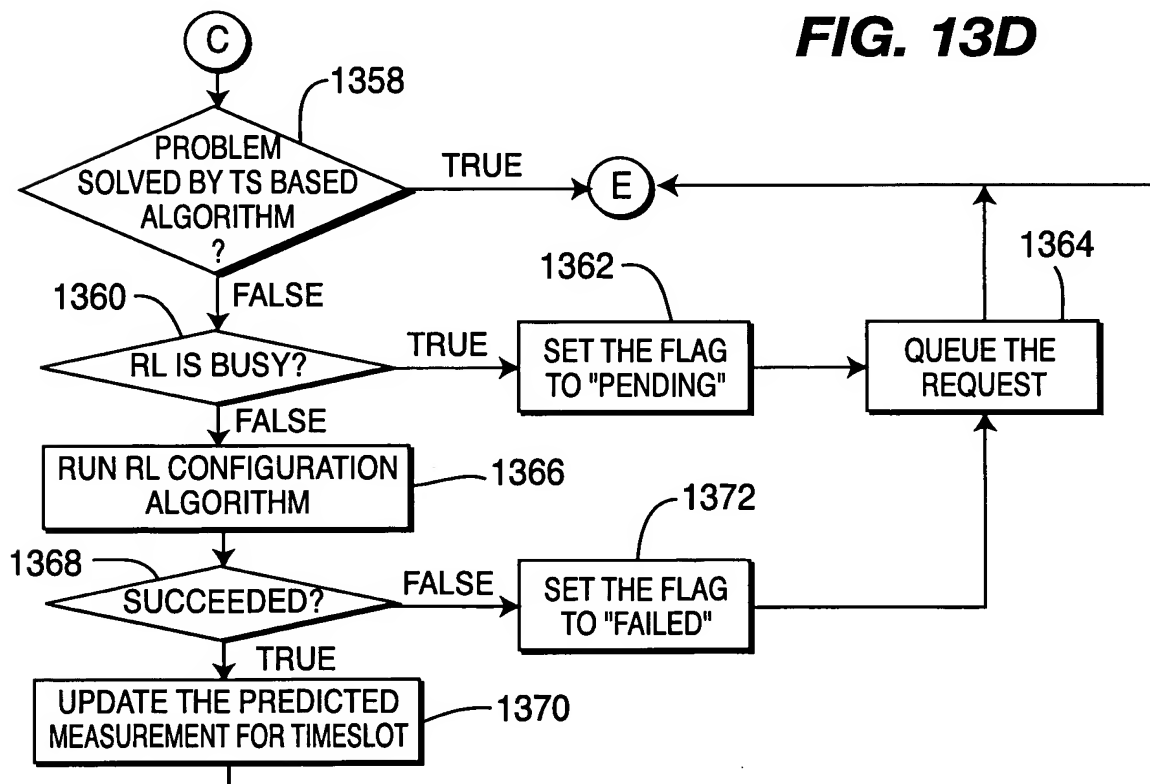 FIG. 13D
C
1358
PROBLEM
SOLVED BY TS BASED
ALGORITHM
?
TRUE
E
FALSE
1360
RL IS BUSY?
TRUE
1362
SET THE FLAG
TO "PENDING"
1364
QUEUE THE
REQUEST
FALSE
RUN RL CONFIGURATION
ALGORITHM
1366
1368
SUCCEEDED?
FALSE
1372
SET THE FLAG
TO "FAILED"
TRUE
UPDATE THE PREDICTED
MEASUREMENT FOR TIMESLOT
1370